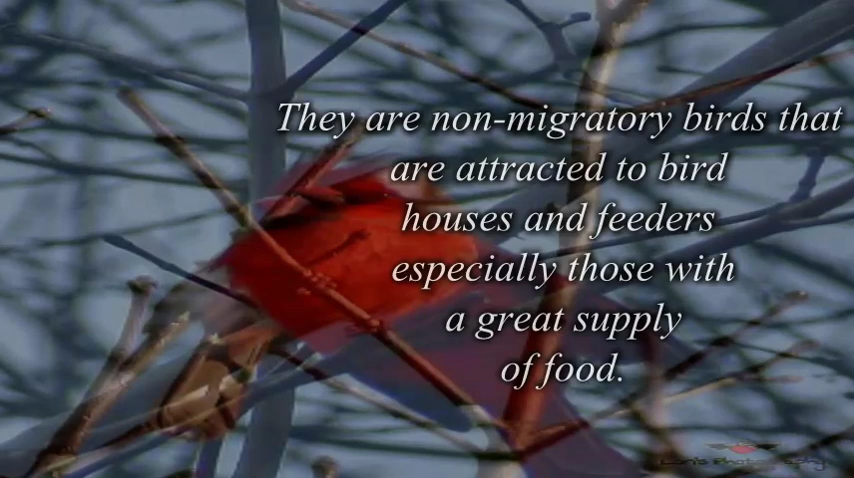 They are non-migratory birds that
are attracted to bird
houses and feeders
especially those with
a great supply
of food.